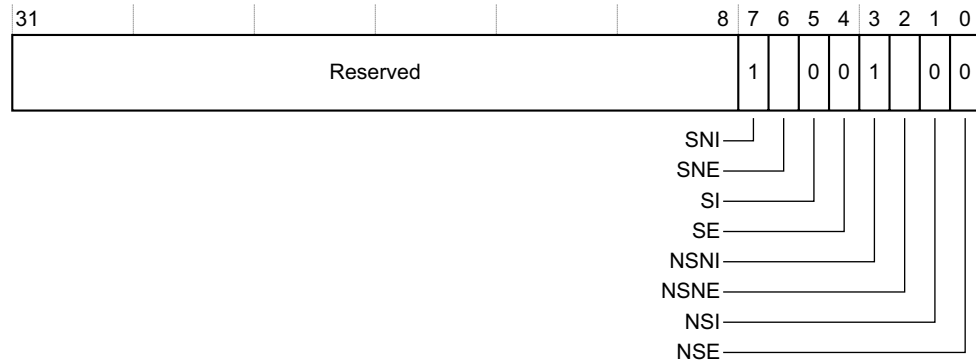 31 8 7 6 5 4 3 2 1 0
Reserved 1 0 0 1 0 0
SNI
SNE
SI
SE
NSNI
NSNE
NSI
NSE